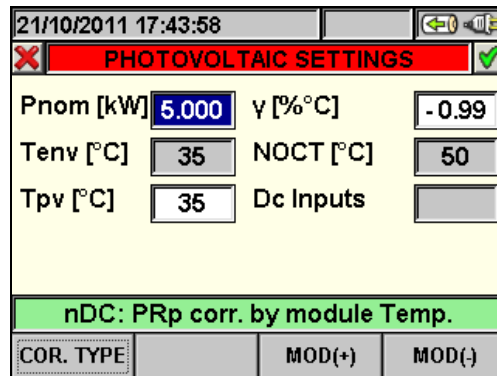 21/10/2011 17:43:58
PHOTOVOLTAIC SETTINGS
Pnom [kW] 5.000 γ [%°C] - 0.99
Tenv [°C] 35 NOCT [°C] 50
Tpv [°C] 35 Dc Inputs
nDC: PRp corr. by module Temp.
COR. TYPE MOD(+) MOD(-)